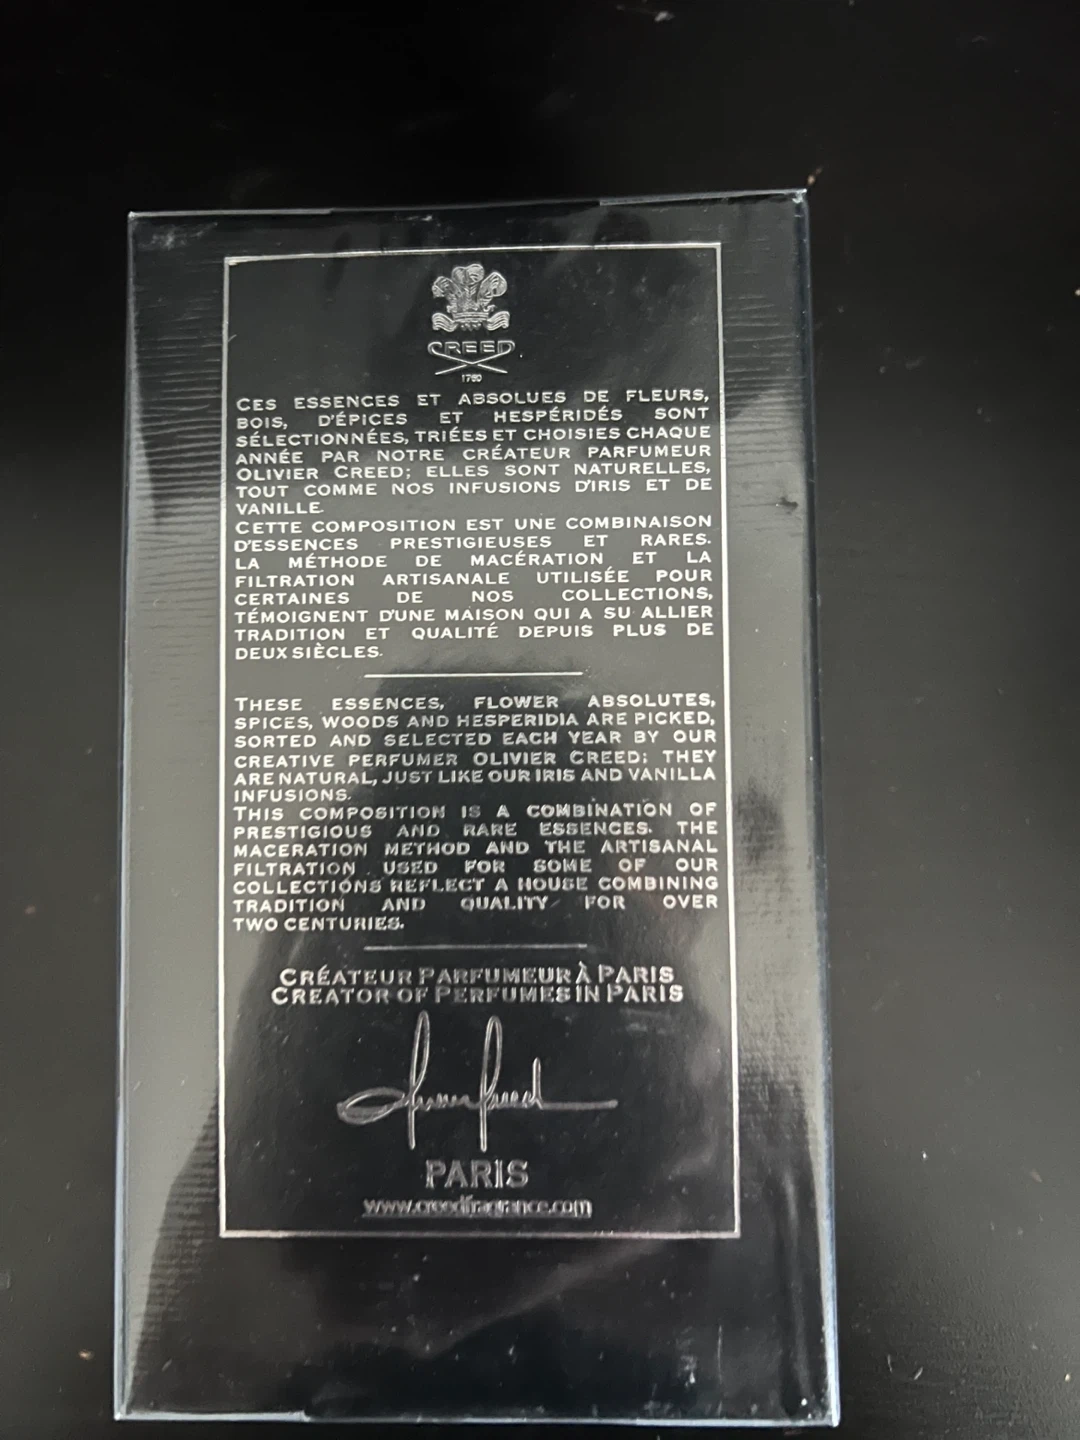 CREED
1760
CES ESSENCES ET ABSOLUES DE FLEURS,
BOIS, D'ÉPICES ET HESPÉRIDÉS SONT
SÉLECTIONNÉES, TRIÉES ET CHOISIES CHAQUE
ANNÉE PAR NOTRE CRÉATEUR PARFUMEUR
OLIVIER CREED; ELLES SONT NATURELLES,
TOUT COMME NOS INFUSIONS D'IRIS ET DE
VANILLE.
CETTE COMPOSITION EST UNE COMBINAISON
D'ESSENCES PRESTIGIEUSES ET RARES.
LA MÉTHODE DE MACÉRATION ET LA
FILTRATION ARTISANALE UTILISÉE POUR
CERTAINES DE NOS COLLECTIONS,
TÉMOIGNENT D'UNE MAISON QUI A SU ALLIER
TRADITION ET QUALITÉ DEPUIS PLUS DE
DEUX SIÈCLES.
THESE ESSENCES, FLOWER ABSOLUTES,
SPICES, WOODS AND HESPERIDIA ARE PICKED,
SORTED AND SELECTED EACH YEAR BY OUR
CREATIVE PERFUMER OLIVIER CREED; THEY
ARE NATURAL, JUST LIKE OUR IRIS AND VANILLA
INFUSIONS.
THIS COMPOSITION IS A COMBINATION OF
PRESTIGIOUS AND RARE ESSENCES. THE
MACERATION METHOD AND THE ARTISANAL
FILTRATION USED FOR SOME OF OUR
COLLECTIONS REFLECT A HOUSE COMBINING
TRADITION AND QUALITY FOR OVER
TWO CENTURIES.
CRÉATEUR PARFUMEUR À PARIS
CREATOR OF PERFUMES IN PARIS
Olivier Creed
PARIS
www.creedfragrance.com